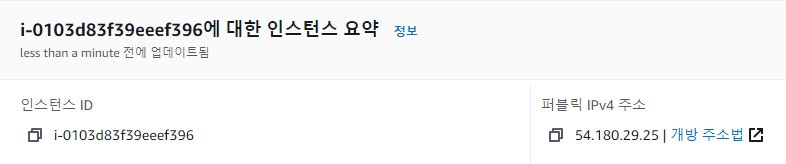 i-0103d83f39eeef396에 대한 인스턴스 요약 정보
less than a minute 전에 업데이트됨
인스턴스 ID
i-0103d83f39eeef396
퍼블릭 IPv4 주소
54.180.29.25 | 개방 주소법